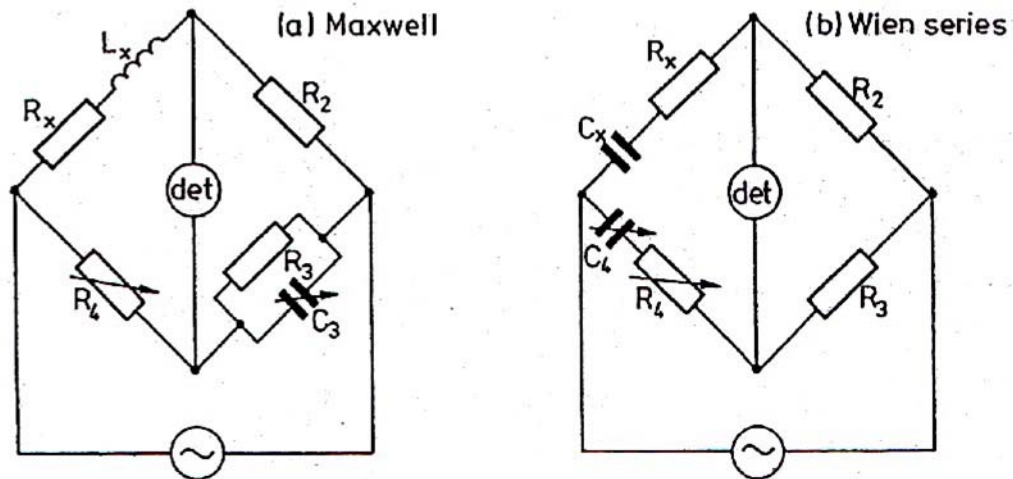 (a) Maxwell
Lx
Rx
R2
det
R4
R3
C3
(b) Wien series
Rx
Cx
R2
det
C4
R4
R3